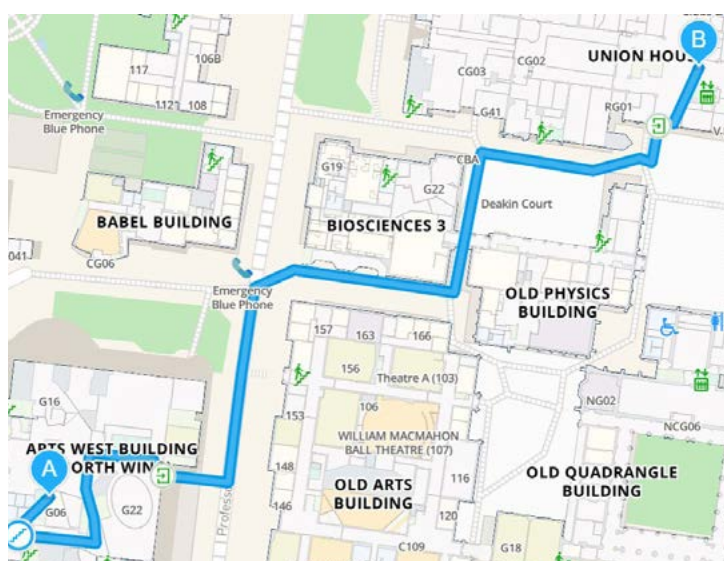 B
UNION HOUS
106B
117
CG03
CG02
1121
108
Emergency
Blue Phone
G41
RG01
G19
CBA
G22
Deakin Court
BABEL BUILDING
BIOSCIENCES 3
041
CG06
Emergency
Blue Phone
OLD PHYSICS
BUILDING
157
163
166
156
Theatre A (103)
G16
106
153
NG02
NCG06
ARTS WEST BUILDING
ORTH WIN
WILLIAM MACMAHON
BALL THEATRE (107)
A
148
116
OLD QUADRANGLE
BUILDING
OLD ARTS
BUILDING
G06
G22
146
120
Professo
C109
G18